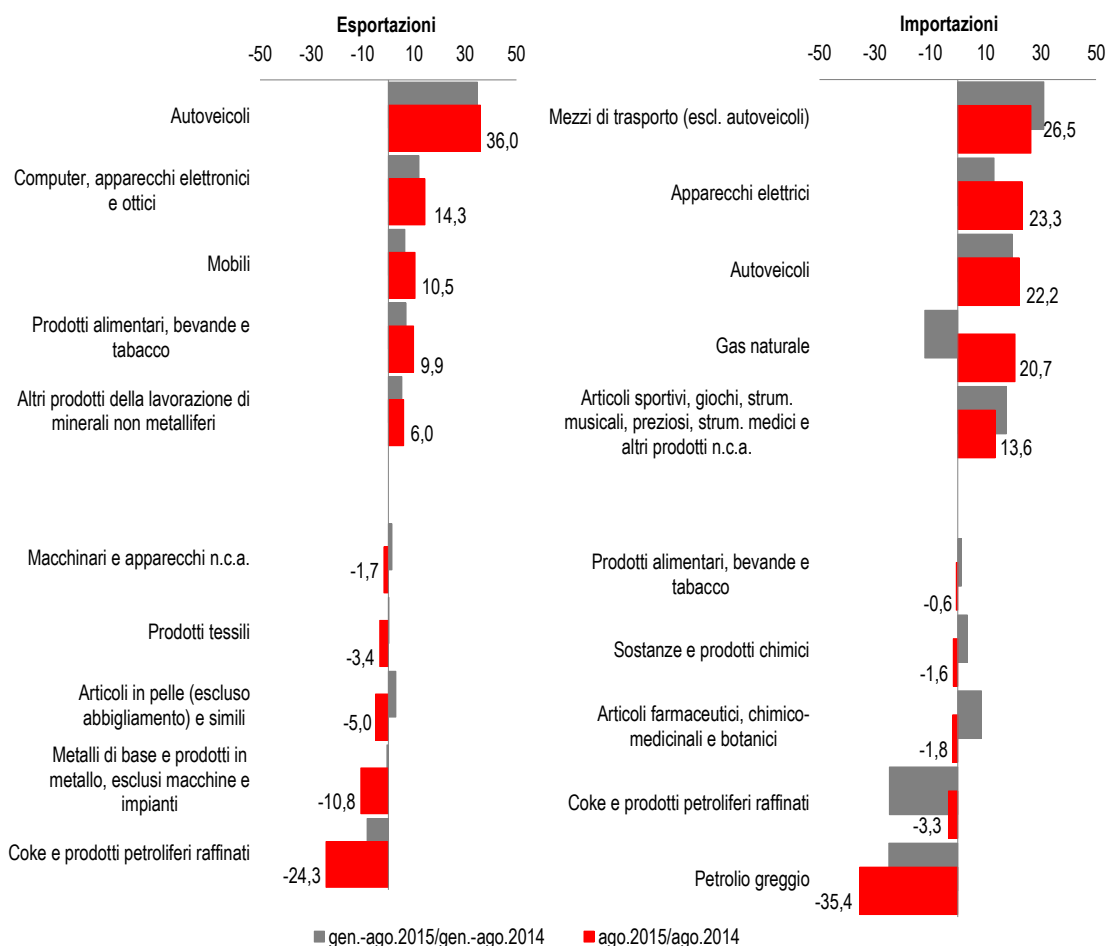 Esportazioni
-50 -30 -10 10 30 50
Autoveicoli
36,0
Computer, apparecchi elettronici
e ottici
14,3
Mobili
10,5
Prodotti alimentari, bevande e
tabacco
9,9
Altri prodotti della lavorazione di
minerali non metalliferi
6,0
Macchinari e apparecchi n.c.a.
-1,7
Prodotti tessili
-3,4
Articoli in pelle (escluso
abbigliamento) e simili
-5,0
Metalli di base e prodotti in
metallo, esclusi macchine e
impianti
-10,8
Coke e prodotti petroliferi raffinati
-24,3
Importazioni
-50 -30 -10 10 30 50
Mezzi di trasporto (escl. autoveicoli)
26,5
Apparecchi elettrici
23,3
Autoveicoli
22,2
Gas naturale
20,7
Articoli sportivi, giochi, strum.
musicali, preziosi, strum. medici e
altri prodotti n.c.a.
13,6
Prodotti alimentari, bevande e
tabacco
-0,6
Sostanze e prodotti chimici
-1,6
Articoli farmaceutici, chimico-
medicinali e botanici
-1,8
Coke e prodotti petroliferi raffinati
-3,3
Petrolio greggio
-35,4
gen.-ago.2015/gen.-ago.2014 ago.2015/ago.2014